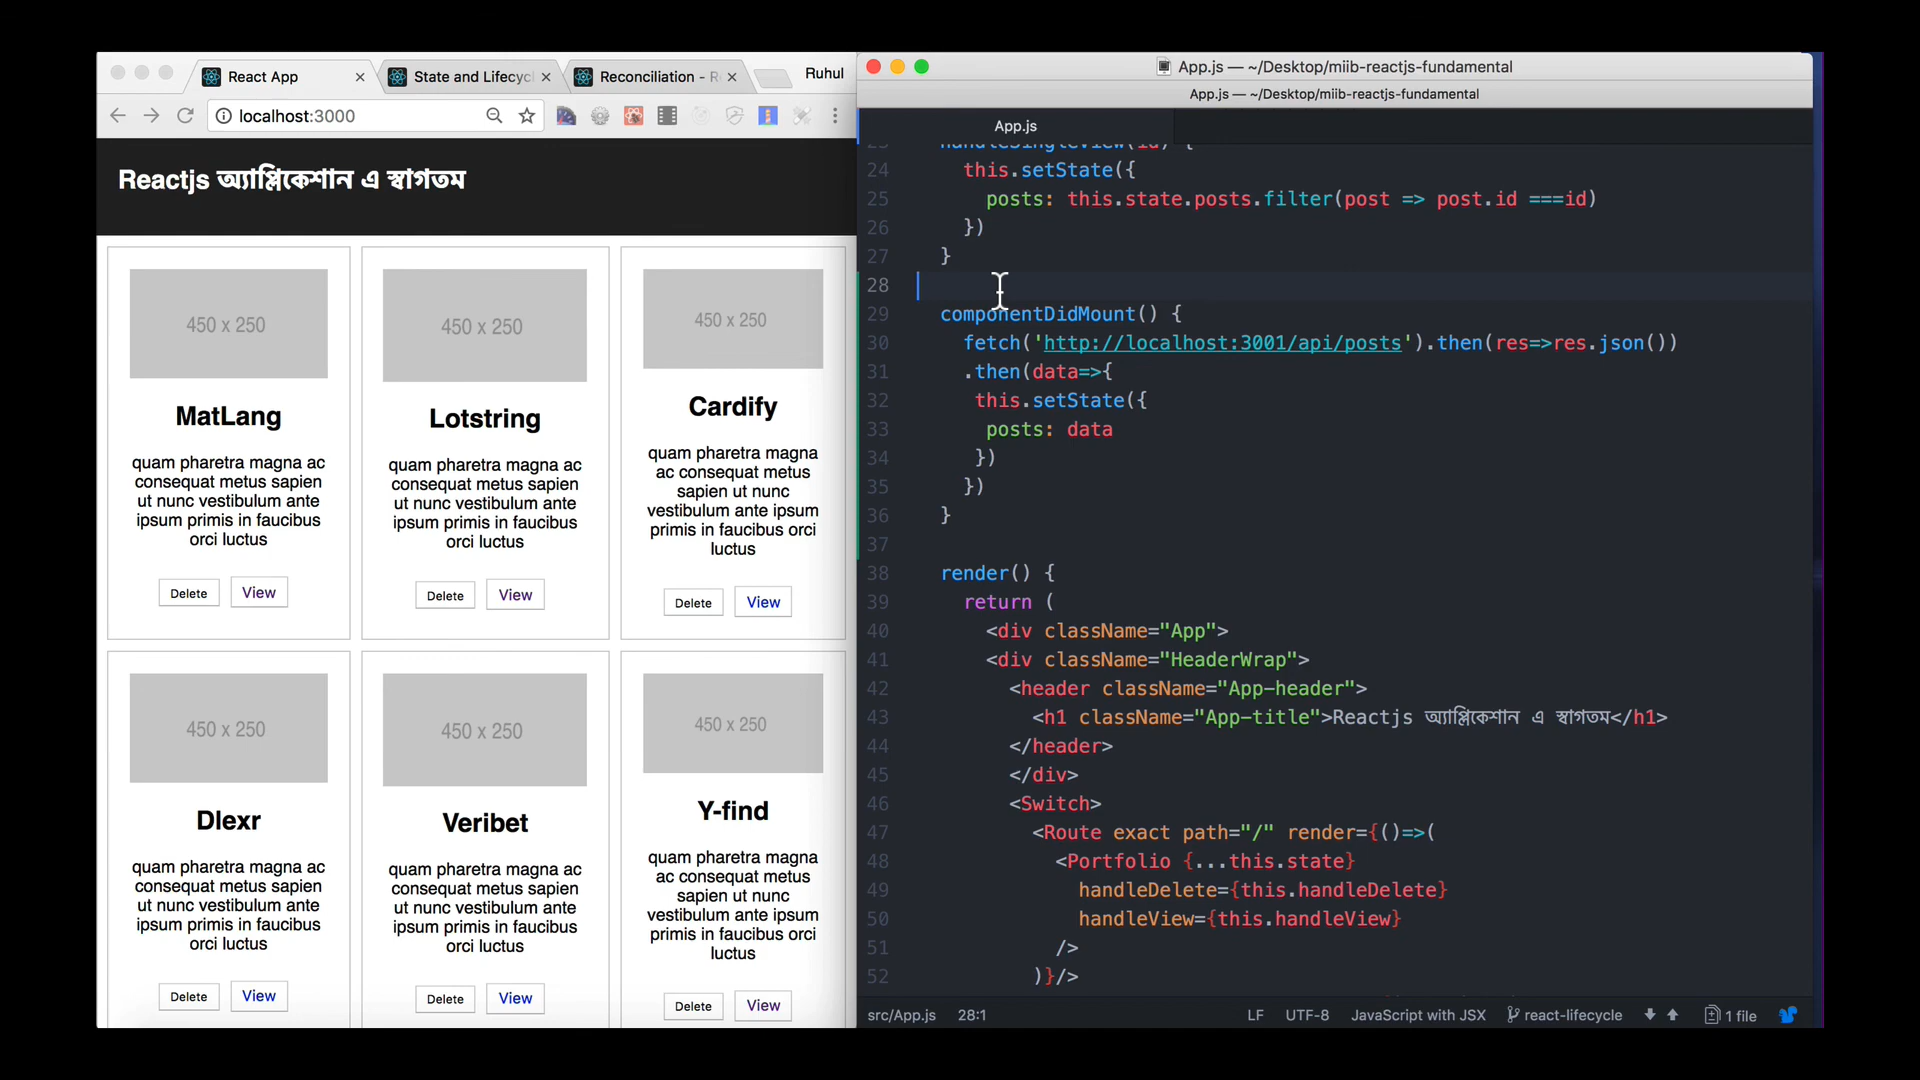 React App
State and Lifecyc
Reconciliation - R
Ruhul
localhost:3000
Reactjs অ্যাপ্লিকেশান এ স্বাগতম
450 x 250
MatLang
quam pharetra magna ac
consequat metus sapien
ut nunc vestibulum ante
ipsum primis in faucibus
orci luctus
Delete
View
450 x 250
Lotstring
quam pharetra magna ac
consequat metus sapien
ut nunc vestibulum ante
ipsum primis in faucibus
orci luctus
Delete
View
450 x 250
Cardify
quam pharetra magna
ac consequat metus
sapien ut nunc
vestibulum ante ipsum
primis in faucibus orci
luctus
Delete
View
450 x 250
Dlexr
quam pharetra magna ac
consequat metus sapien
ut nunc vestibulum ante
ipsum primis in faucibus
orci luctus
Delete
View
450 x 250
Veribet
quam pharetra magna ac
consequat metus sapien
ut nunc vestibulum ante
ipsum primis in faucibus
orci luctus
Delete
View
450 x 250
Y-find
quam pharetra magna
ac consequat metus
sapien ut nunc
vestibulum ante ipsum
primis in faucibus orci
luctus
Delete
View
App.js — ~/Desktop/miib-reactjs-fundamental
App.js — ~/Desktop/miib-reactjs-fundamental
App.js
23 handleSingleView(id) {
24 this.setState({
25 posts: this.state.posts.filter(post => post.id ===id)
26 })
27 }
28
29 componentDidMount() {
30 fetch('http://localhost:3001/api/posts').then(res=>res.json())
31 .then(data=>{
32 this.setState({
33 posts: data
34 })
35 })
36 }
37
38 render() {
39 return (
40 <div className="App">
41 <div className="HeaderWrap">
42 <header className="App-header">
43 <h1 className="App-title">Reactjs অ্যাপ্লিকেশান এ স্বাগতম</h1>
44 </header>
45 </div>
46 <Switch>
47 <Route exact path="/" render={()=>(
48 <Portfolio {...this.state}
49 handleDelete={this.handleDelete}
50 handleView={this.handleView}
51 />
52 )}/>
src/App.js 28:1 LF UTF-8 JavaScript with JSX react-lifecycle 1 file